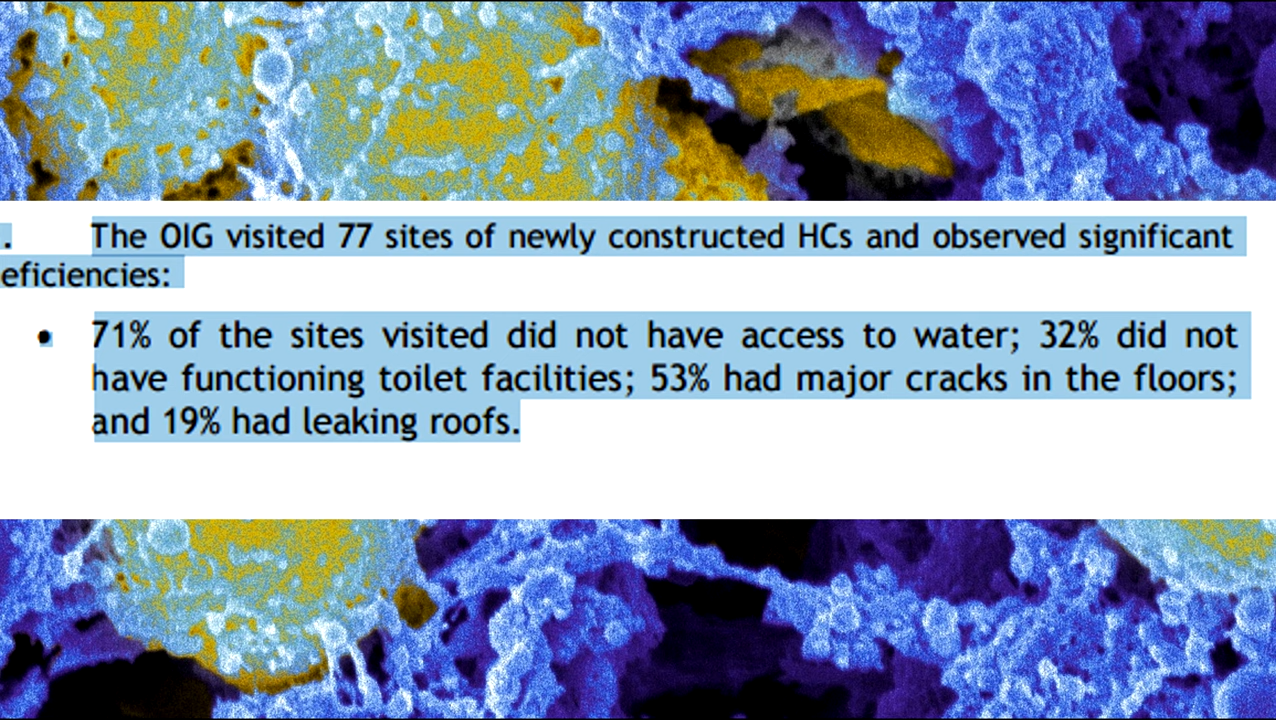 . The OIG visited 77 sites of newly constructed HCs and observed significant
eficiencies:
• 71% of the sites visited did not have access to water; 32% did not
have functioning toilet facilities; 53% had major cracks in the floors;
and 19% had leaking roofs.